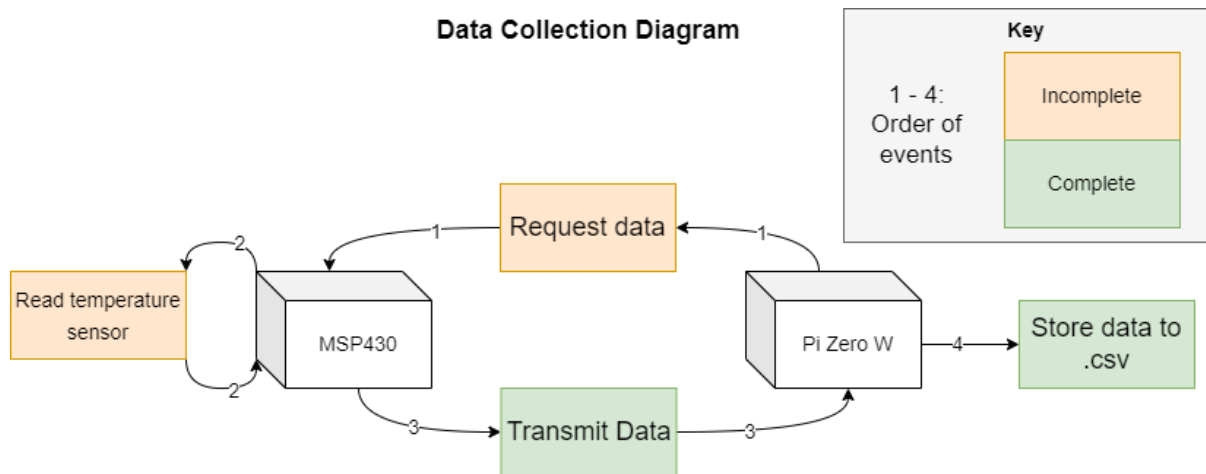 Data Collection Diagram
Key
1 - 4:
Order of
events
Incomplete
Complete
Request data
1
1
2
Read temperature
sensor
MSP430
Pi Zero W
4
Store data to
.csv
2
3
Transmit Data
3